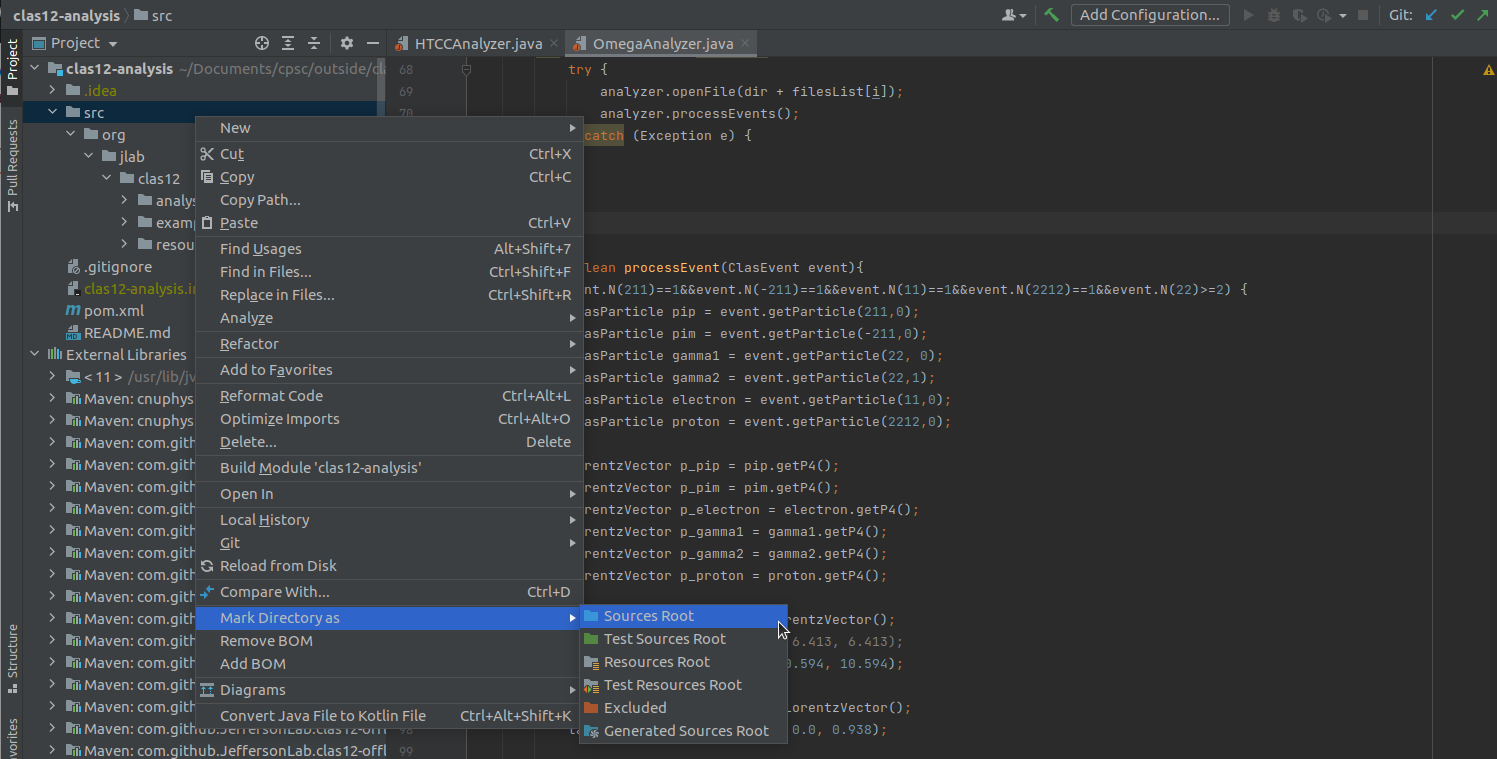 clas12-analysis
src
Add Configuration...
Git:
Project
Project
HTCCAnalyzer.java
OmegaAnalyzer.java
clas12-analysis ~/Documents/cpsc/outside/cl
.idea
src
org
jlab
clas12
.gitignore
pom.xml
README.md
External Libraries
< 11 > /usr/lib/jv
Maven: cnuphys
Maven: cnuphys
Maven: com.gith
Maven: com.gith
Maven: com.gith
Maven: com.gith
Maven: com.gith
Maven: com.gith
Maven: com.gith
Maven: com.gith
Maven: com.gith
Maven: com.gith
Maven: com.gith
Maven: com.gith
Maven: com.gith
Maven: com.github.JeffersonLab.clas12-offl
Maven: com.github.JeffersonLab.clas12-offl
Pull Requests
Structure
New
Cut Ctrl+X
Copy Ctrl+C
Copy Path...
Paste Ctrl+V
Find Usages Alt+Shift+7
Find in Files... Ctrl+Shift+F
Replace in Files... Ctrl+Shift+R
Analyze
Refactor
Add to Favorites
Reformat Code Ctrl+Alt+L
Optimize Imports Ctrl+Alt+O
Delete... Delete
Build Module 'clas12-analysis'
Open In
Local History
Git
Reload from Disk
Compare With... Ctrl+D
Mark Directory as
Remove BOM
Add BOM
Diagrams
Convert Java File to Kotlin File Ctrl+Alt+Shift+K
Sources Root
Test Sources Root
Resources Root
Test Resources Root
Excluded
Generated Sources Root
68 try {
69 analyzer.openFile(dir + filesList[i]);
70 analyzer.processEvents();
catch (Exception e) {
lean processEvent(ClasEvent event){
nt.N(211)==1&&event.N(-211)==1&&event.N(11)==1&&event.N(2212)==1&&event.N(22)>=2) {
asParticle pip = event.getParticle(211,0);
asParticle pim = event.getParticle(-211,0);
asParticle gamma1 = event.getParticle(22, 0);
asParticle gamma2 = event.getParticle(22,1);
asParticle electron = event.getParticle(11,0);
asParticle proton = event.getParticle(2212,0);
rentzVector p_pip = pip.getP4();
rentzVector p_pim = pim.getP4();
rentzVector p_electron = electron.getP4();
rentzVector p_gamma1 = gamma1.getP4();
rentzVector p_gamma2 = gamma2.getP4();
rentzVector p_proton = proton.getP4();
rentzVector();
6.413, 6.413);
0.594, 10.594);
LorentzVector();
98 0.0, 0.938);
99